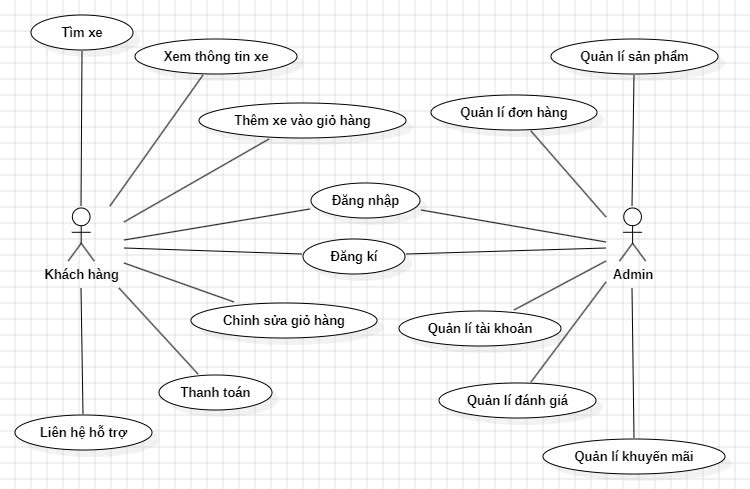 Tìm xe
Xem thông tin xe
Quản lí sản phẩm
Thêm xe vào giỏ hàng
Quản lí đơn hàng
Đăng nhập
Đăng kí
Khách hàng
Admin
Chỉnh sửa giỏ hàng
Quản lí tài khoản
Thanh toán
Quản lí đánh giá
Liên hệ hỗ trợ
Quản lí khuyến mãi